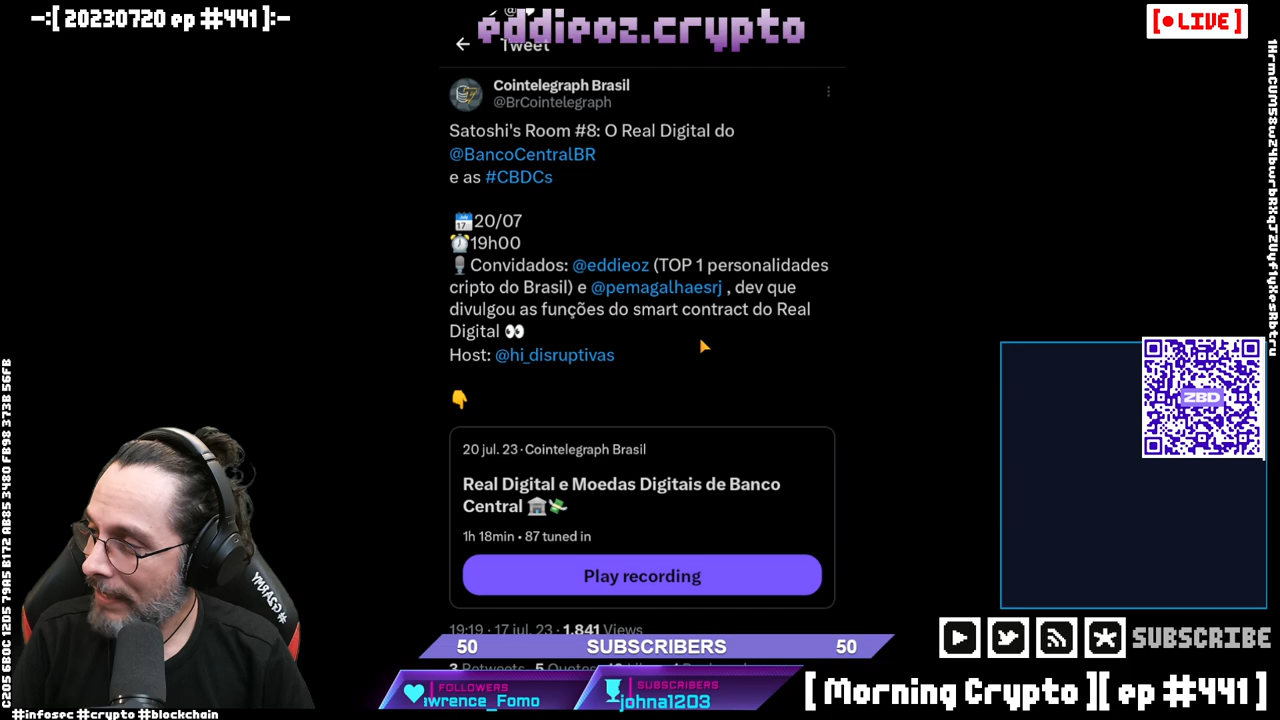 -:[ 20230720 ep #441 ]:-
eddieoz.crypto
[ • LIVE ]
Tweet
Cointelegraph Brasil
@BrCointelegraph
Satoshi's Room #8: O Real Digital do
@BancoCentralBR
e as #CBDCs
20/07
19h00
Convidados: @eddieoz (TOP 1 personalidades
cripto do Brasil) e @pemagalhaesrj , dev que
divulgou as funções do smart contract do Real
Digital 👀
Host: @hi_disruptivas
👇
20 jul. 23 · Cointelegraph Brasil
Real Digital e Moedas Digitais de Banco
Central 🏛️💸
1h 18min • 87 tuned in
Play recording
19:19 · 17 jul. 23 · 1.841 Views
50 SUBSCRIBERS 50
FOLLOWERS
awrence_Fomo
SUBSCRIBERS
johna1203
ZBD
SUBSCRIBE
[ Morning Crypto ][ ep #441 ]
#infosec #crypto #blockchain